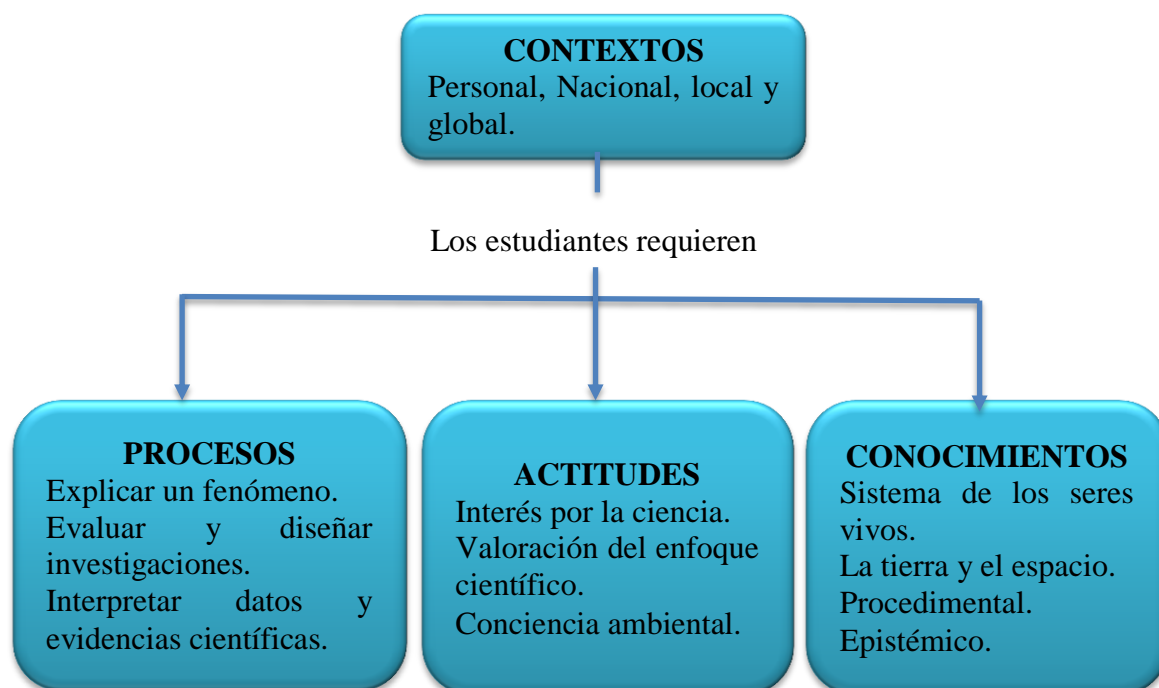 CONTEXTOS
Personal, Nacional, local y
global.
Los estudiantes requieren
PROCESOS
Explicar un fenómeno.
Evaluar y diseñar
investigaciones.
Interpretar datos y
evidencias científicas.
ACTITUDES
Interés por la ciencia.
Valoración del enfoque
científico.
Conciencia ambiental.
CONOCIMIENTOS
Sistema de los seres
vivos.
La tierra y el espacio.
Procedimental.
Epistémico.